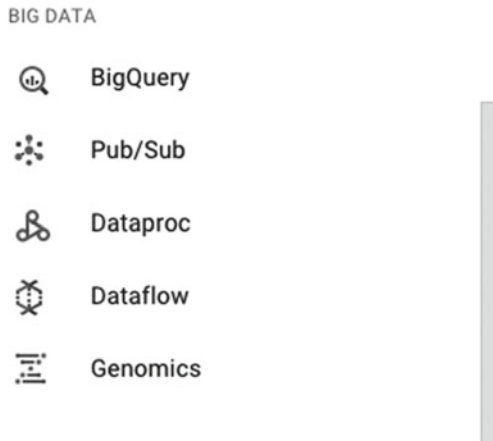 BIG DATA
BigQuery
Pub/Sub
Dataproc
Dataflow
Genomics